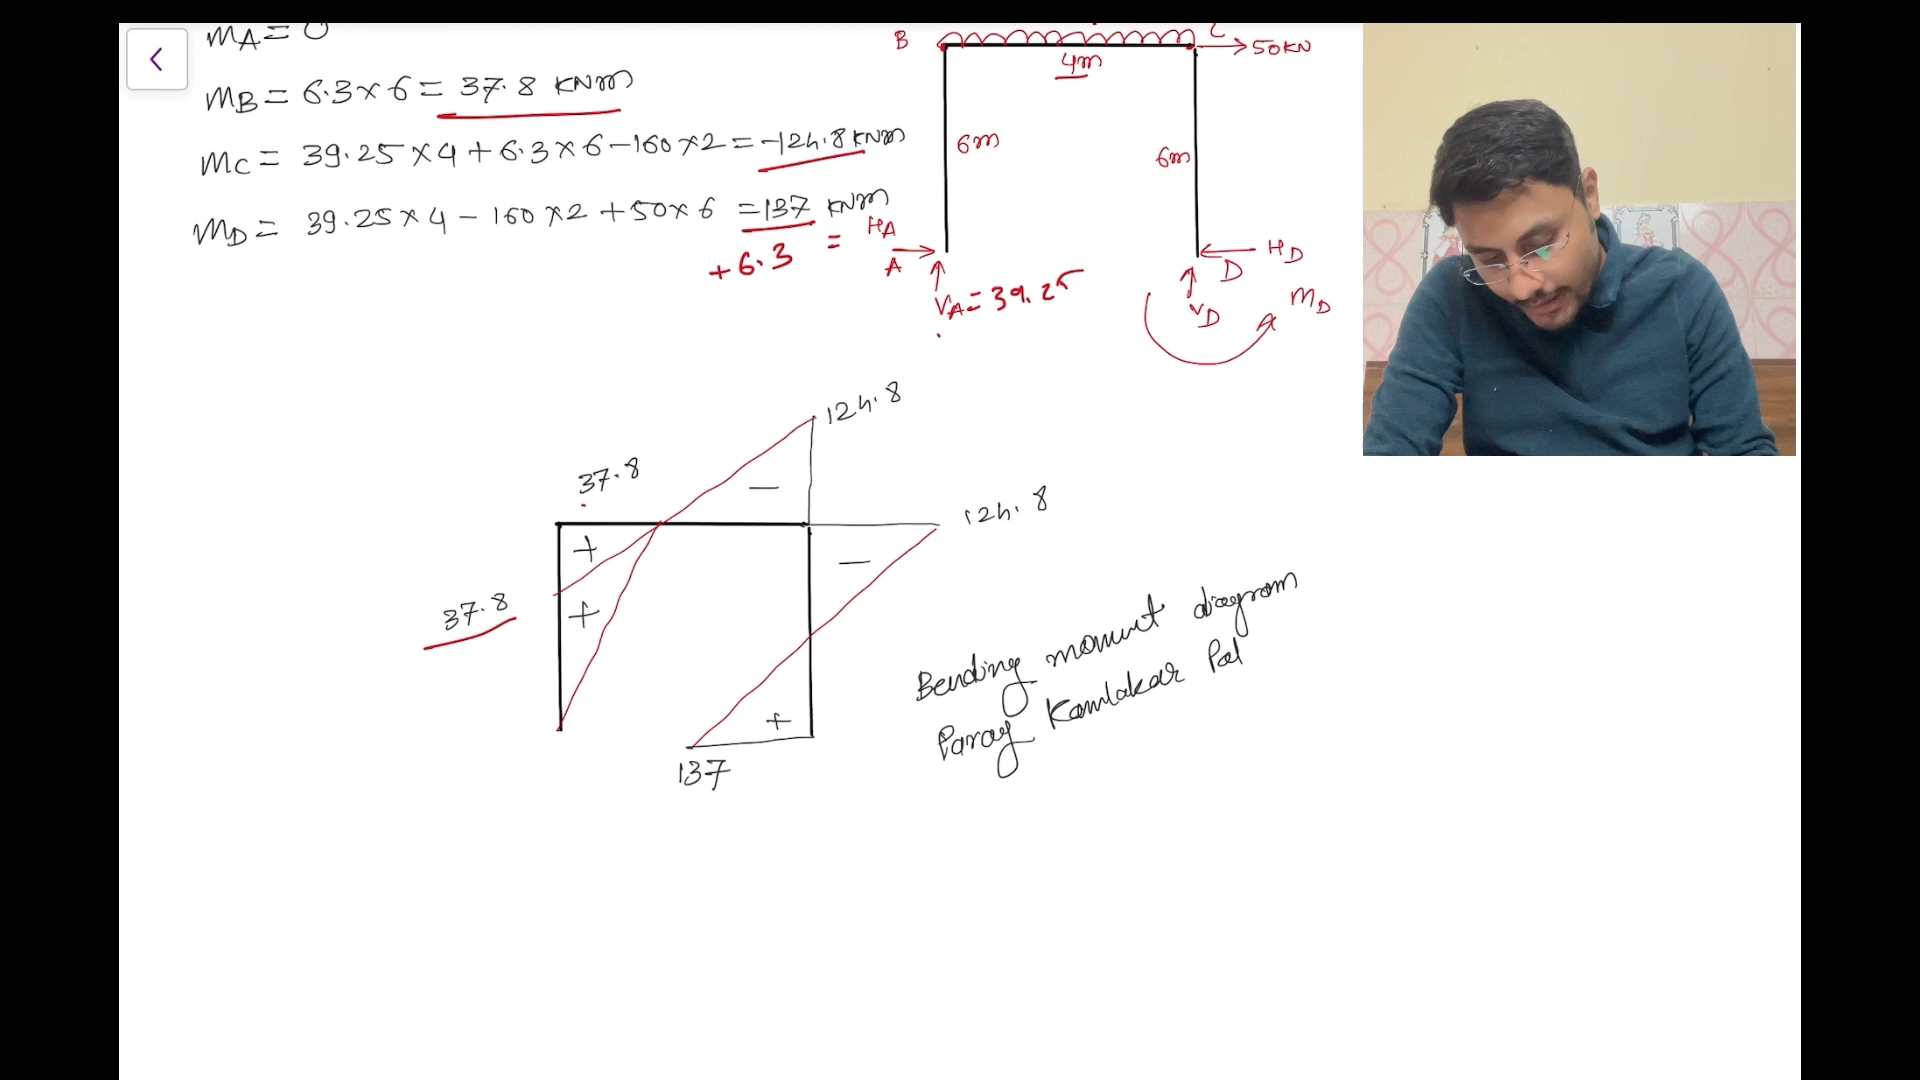 MA = 0
MB = 6.3 × 6 = 37.8 KNm
MC = 39.25 × 4 + 6.3 × 6 - 160 × 2 = -124.8 KNm
MD = 39.25 × 4 - 160 × 2 + 50 × 6 = 137 KNm
+6.3 = HA
B
C
50KN
4m
6m
6m
A
VA = 39.25
HD
D
VD
MD
124.8
37.8
-
124.8
+
-
37.8
+
+
137
Bending moment diagram
Parag Kamlakar Pal